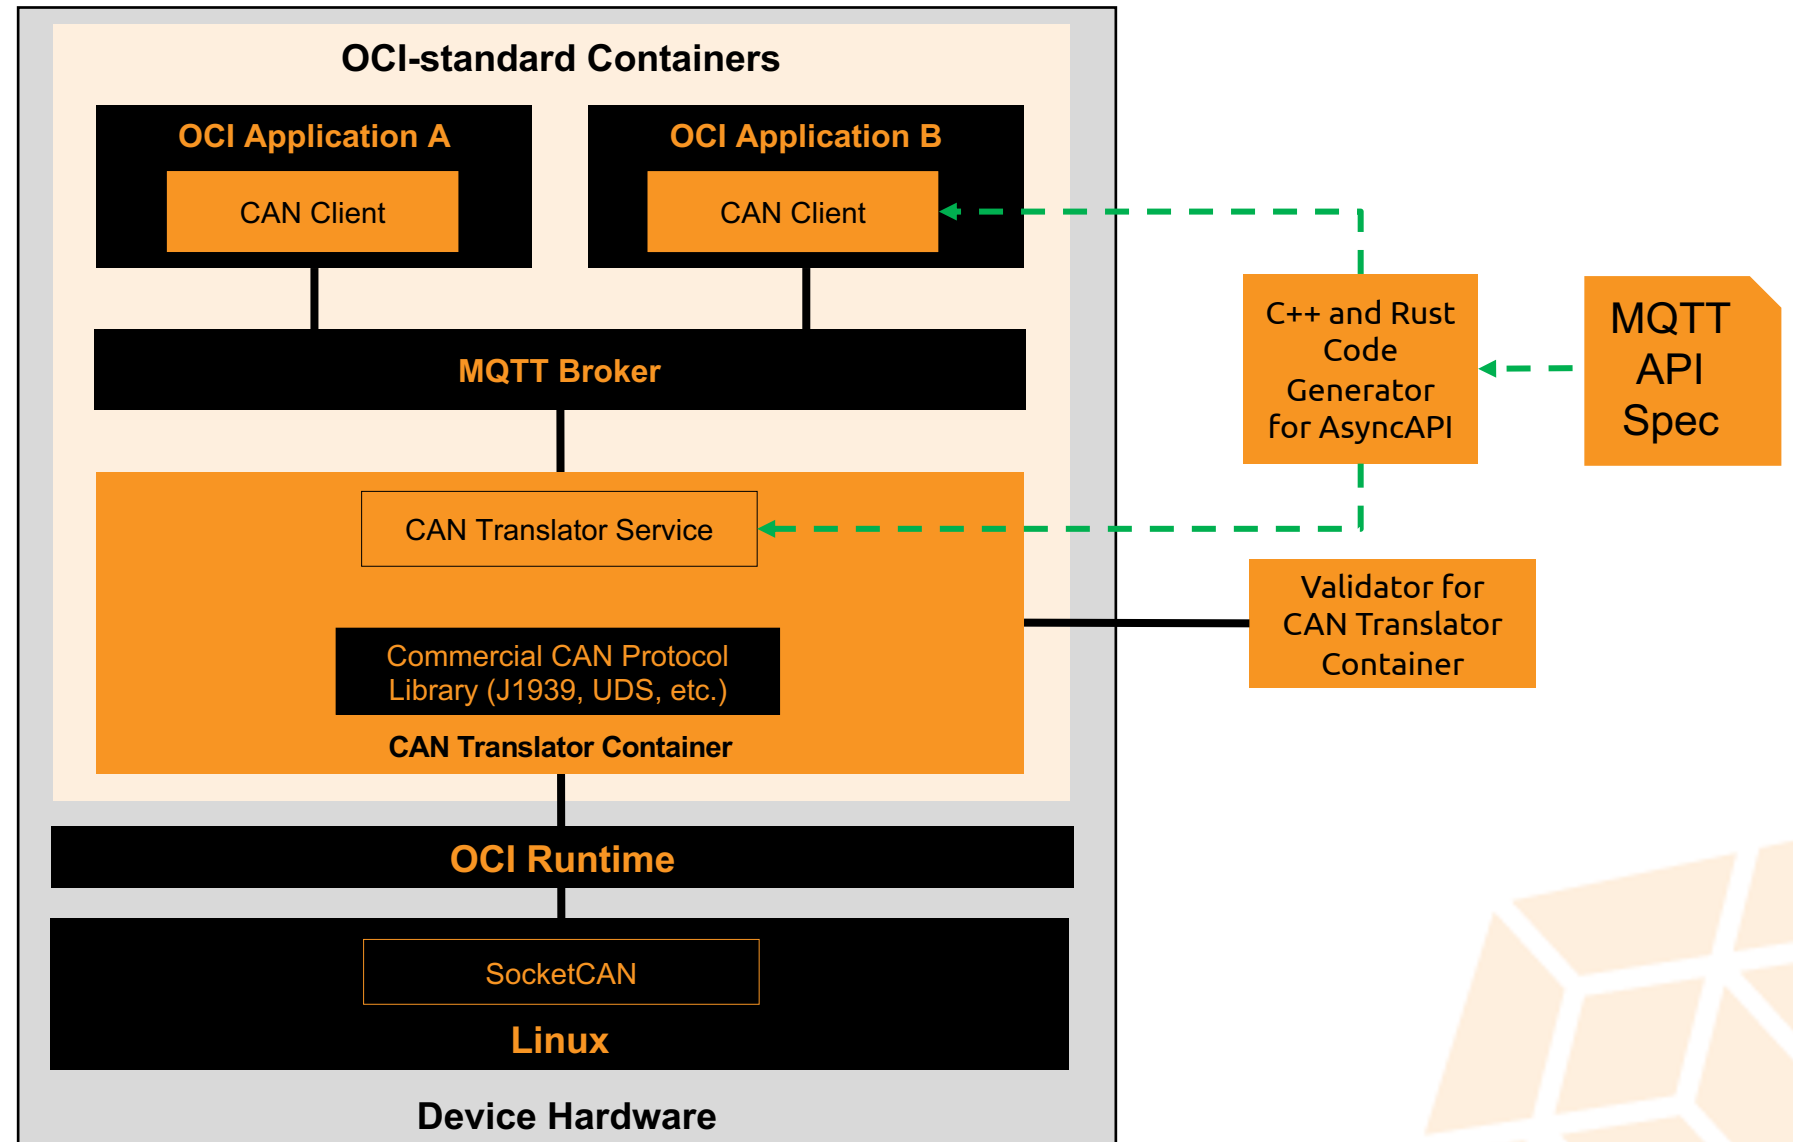 OCI-standard Containers
OCI Application A
CAN Client
OCI Application B
CAN Client
MQTT Broker
CAN Translator Service
Commercial CAN Protocol
Library (J1939, UDS, etc.)
CAN Translator Container
OCI Runtime
SocketCAN
Linux
Device Hardware
C++ and Rust
Code
Generator
for AsyncAPI
MQTT
API
Spec
Validator for
CAN Translator
Container